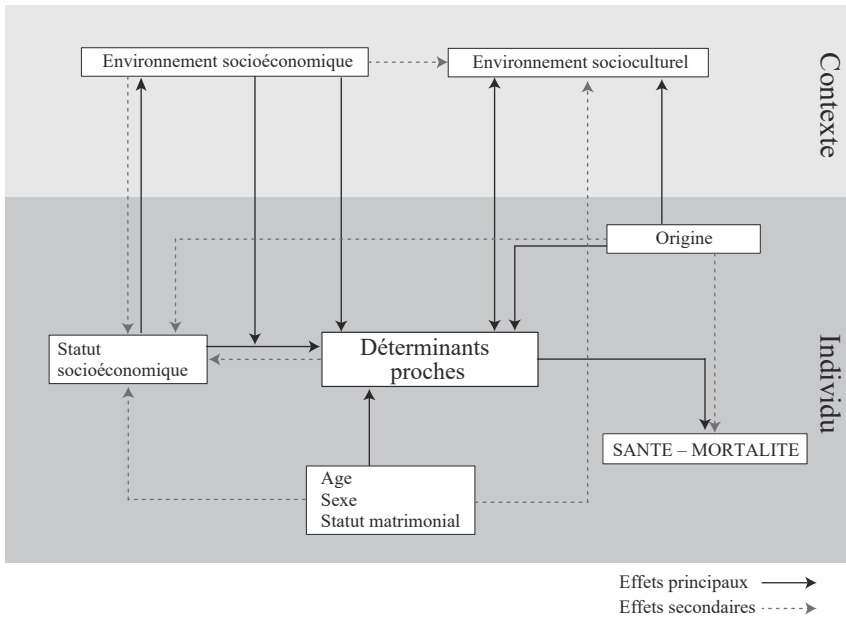 Environnement socioéconomique
Environnement socioculturel
Contexte
Origine
Statut
socioéconomique
Déterminants
proches
Individu
SANTE – MORTALITE
Age
Sexe
Statut matrimonial
Effets principaux
Effets secondaires